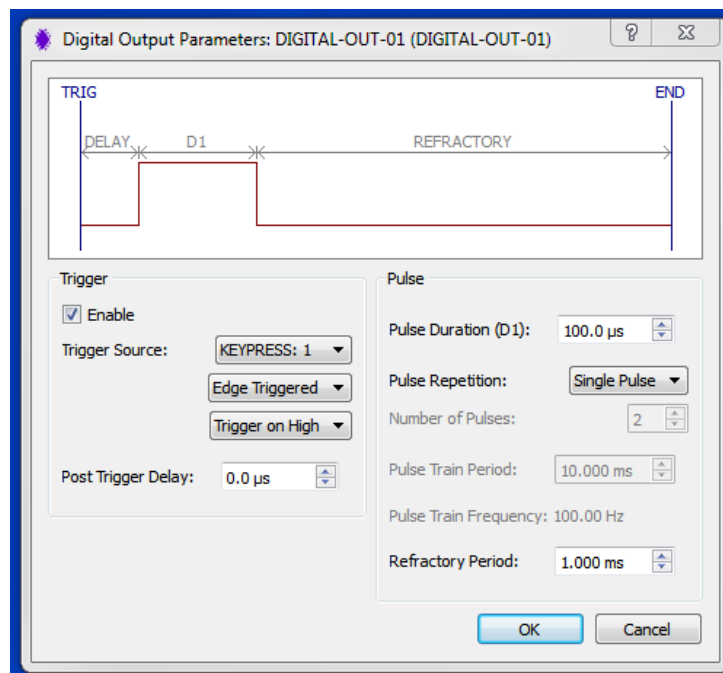 Digital Output Parameters: DIGITAL-OUT-01 (DIGITAL-OUT-01)
TRIG
END
DELAY
D1
REFRACTORY
Trigger
Enable
Trigger Source:
KEYPRESS: 1
Edge Triggered
Trigger on High
Post Trigger Delay:
0.0 µs
Pulse
Pulse Duration (D1):
100.0 µs
Pulse Repetition:
Single Pulse
Number of Pulses:
2
Pulse Train Period:
10.000 ms
Pulse Train Frequency: 100.00 Hz
Refractory Period:
1.000 ms
OK
Cancel